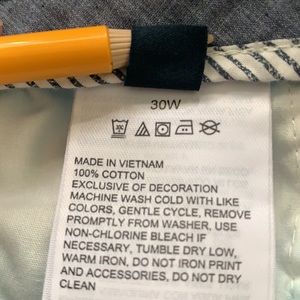 30W
MADE IN VIETNAM
100% COTTON
EXCLUSIVE OF DECORATION
MACHINE WASH COLD WITH LIKE
COLORS, GENTLE CYCLE, REMOVE
PROMPTLY FROM WASHER, USE
NON-CHLORINE BLEACH IF
NECESSARY, TUMBLE DRY LOW,
WARM IRON, DO NOT IRON PRINT
AND ACCESSORIES, DO NOT DRY
CLEAN